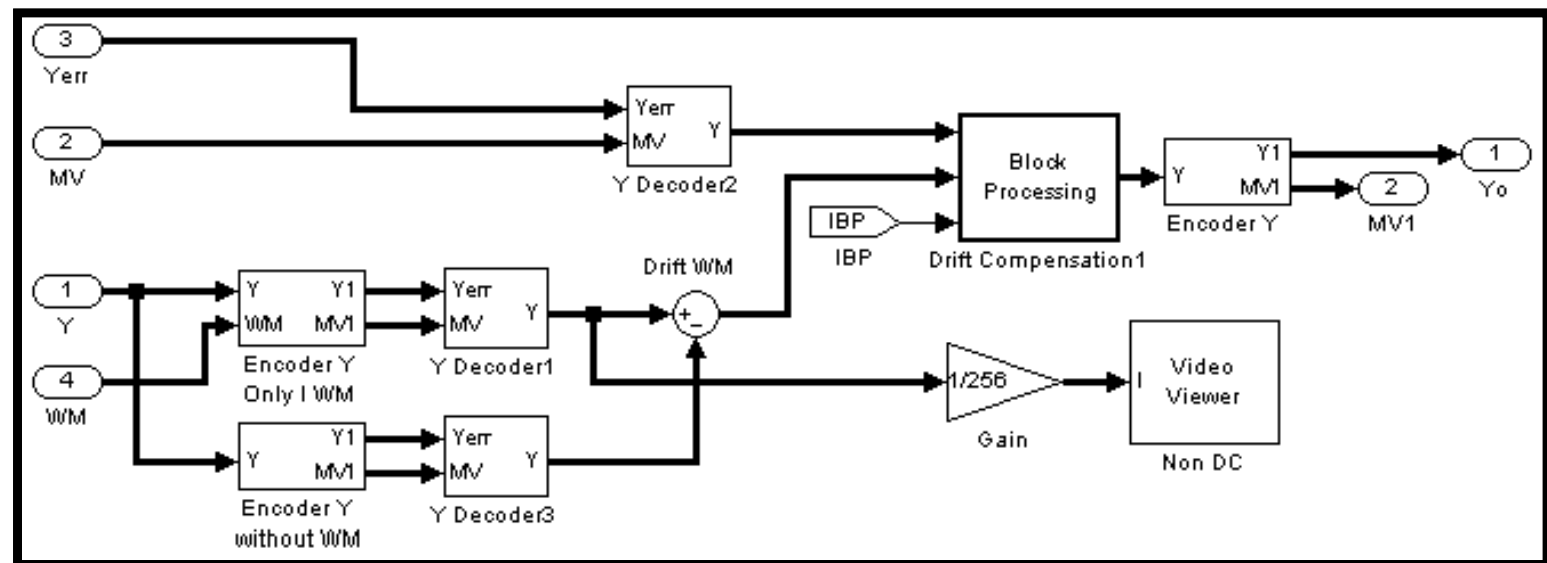 3
Yerr
2
MV
Yerr
MV
Y
Y Decoder2
Block
Processing
Drift Compensation1
IBP
IBP
Y
Y1
MV1
Encoder Y
1
Yo
2
MV1
1
Y
4
WM
Y
WM
Y1
MV1
Encoder Y
Only I WM
Yerr
MV
Y
Y Decoder1
Drift WM
+
−
1/256
Gain
I
Video
Viewer
Non DC
Y
Y1
MV1
Encoder Y
without WM
Yerr
MV
Y
Y Decoder3